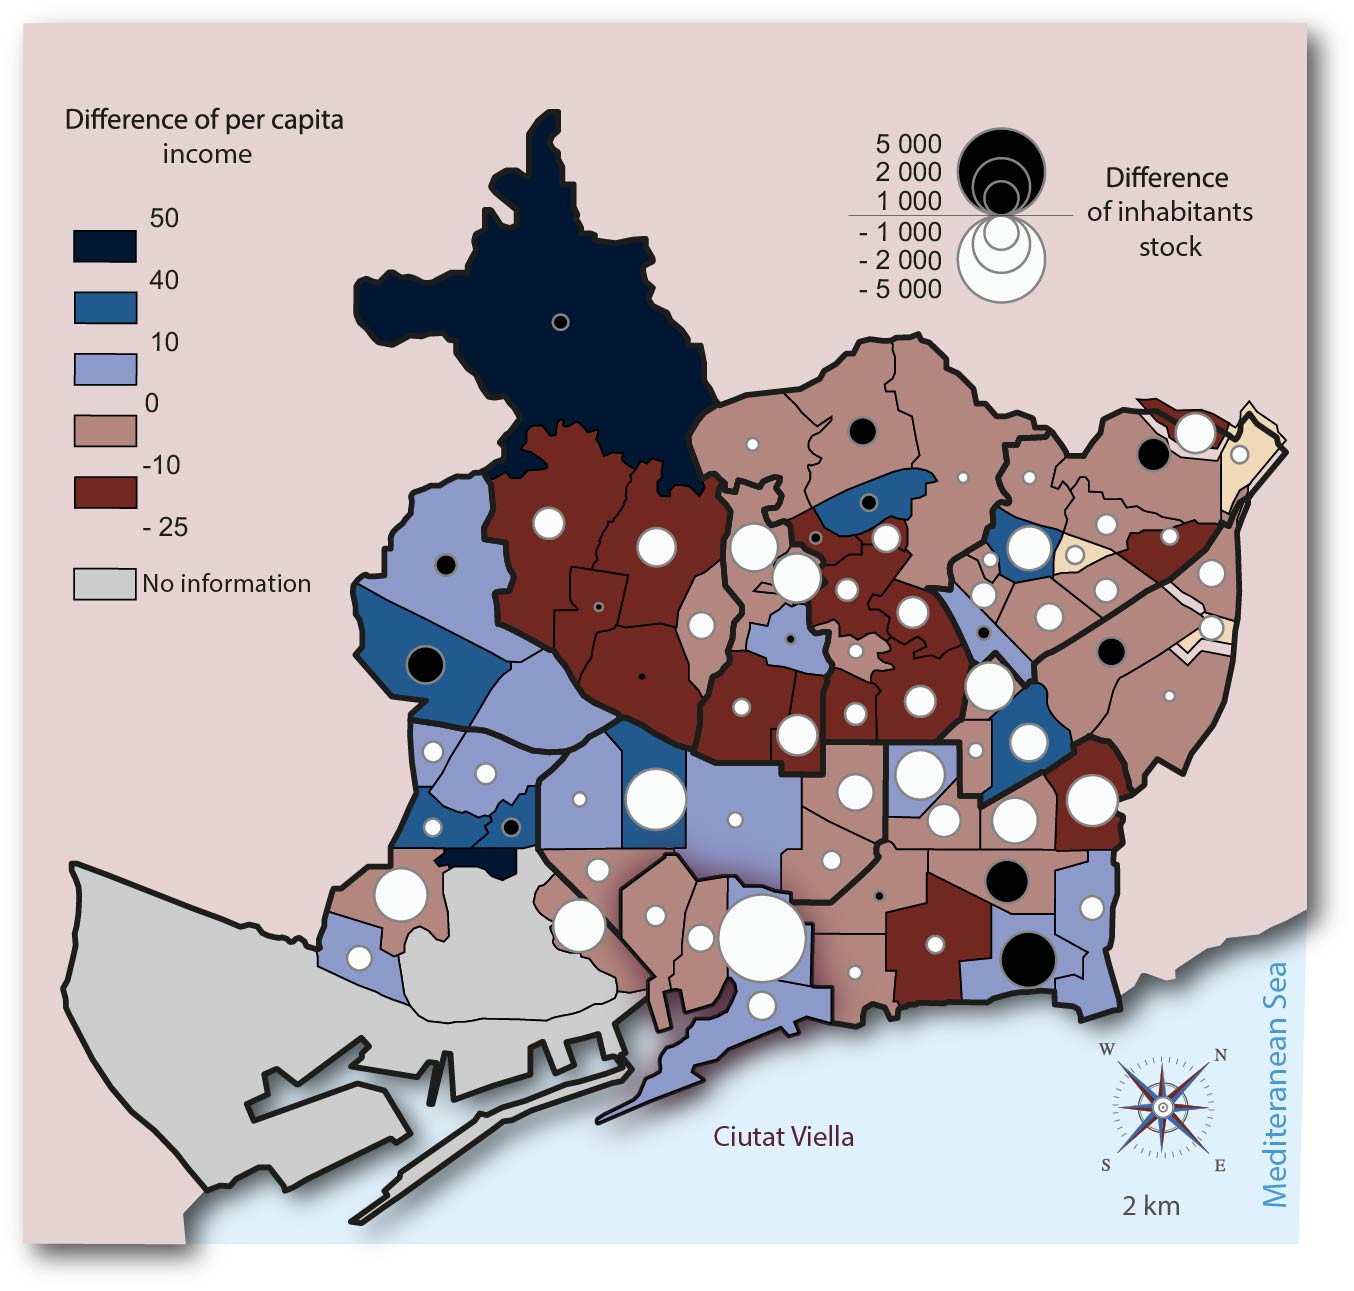 Difference of per capita
income
50
40
10
0
-10
- 25
No information
5 000
2 000
1 000
- 1 000
- 2 000
- 5 000
Difference
of inhabitants
stock
Ciutat Viella
W
N
S
E
2 km
Mediteranean Sea